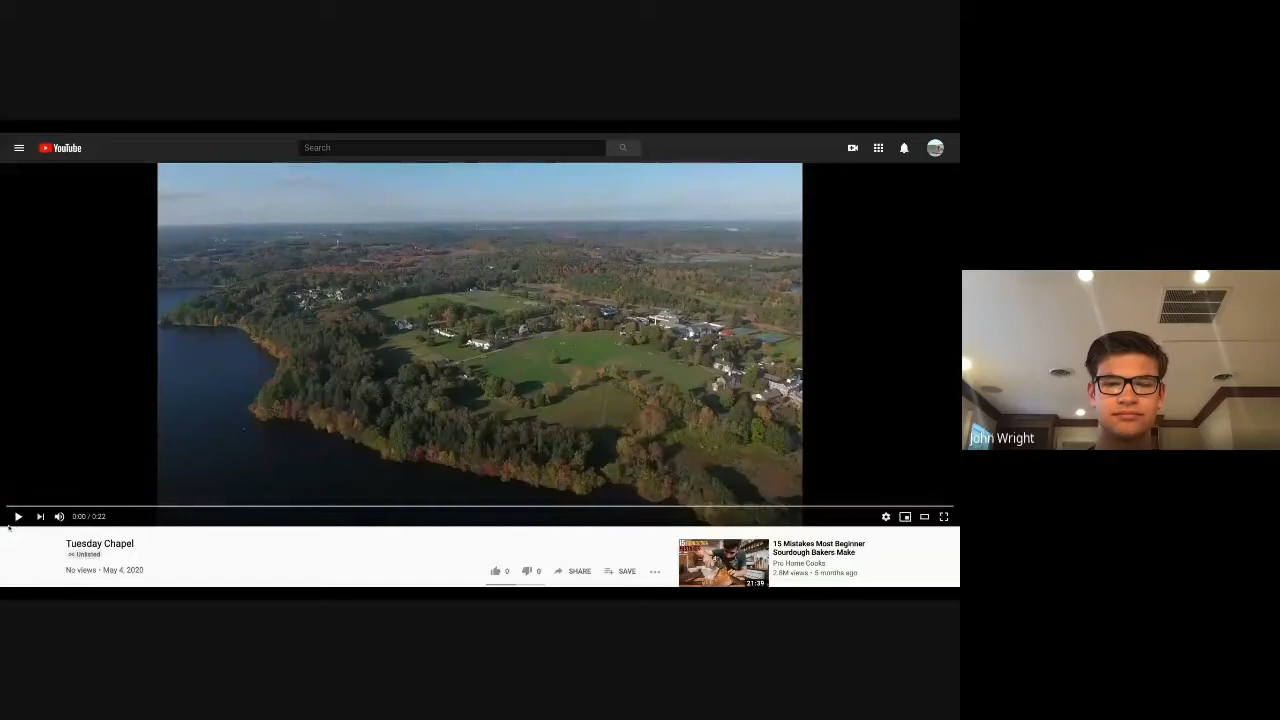 YouTube
Search
0:00 / 0:22
Tuesday Chapel
Unlisted
No views • May 4, 2020
0
0
SHARE
SAVE
21:39
15 Mistakes Most Beginner
Sourdough Bakers Make
Pro Home Cooks
2.8M views • 5 months ago
John Wright